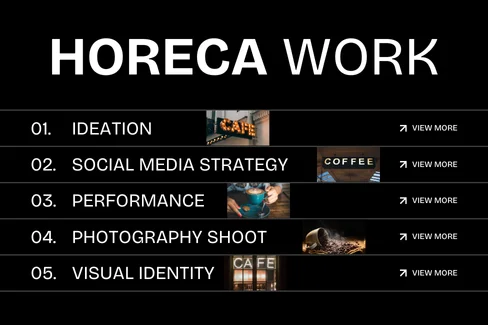 HORECA WORK
01. IDEATION CAFE VIEW MORE
02. SOCIAL MEDIA STRATEGY COFFEE VIEW MORE
03. PERFORMANCE VIEW MORE
04. PHOTOGRAPHY SHOOT VIEW MORE
05. VISUAL IDENTITY CAFE VIEW MORE